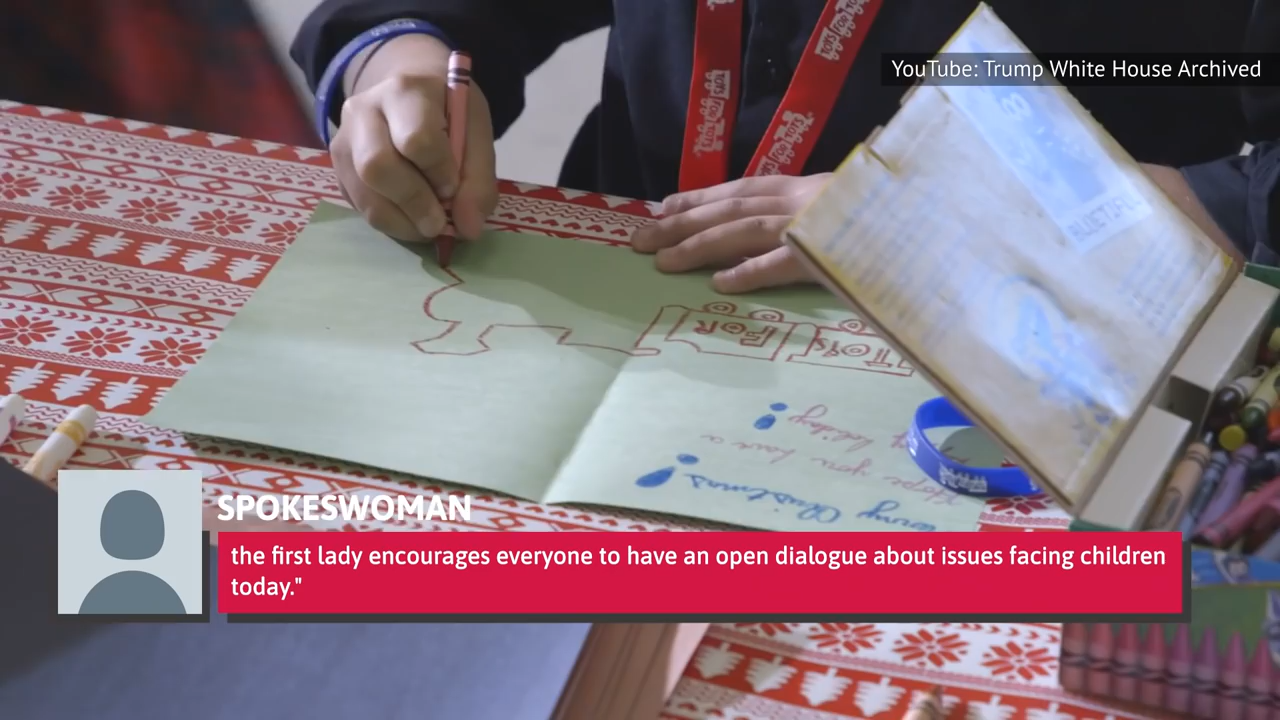 YouTube: Trump White House Archived
TOYS FOR
Christmas!
Hope you have a
holiday!
SPOKESWOMAN
the first lady encourages everyone to have an open dialogue about issues facing children
today."